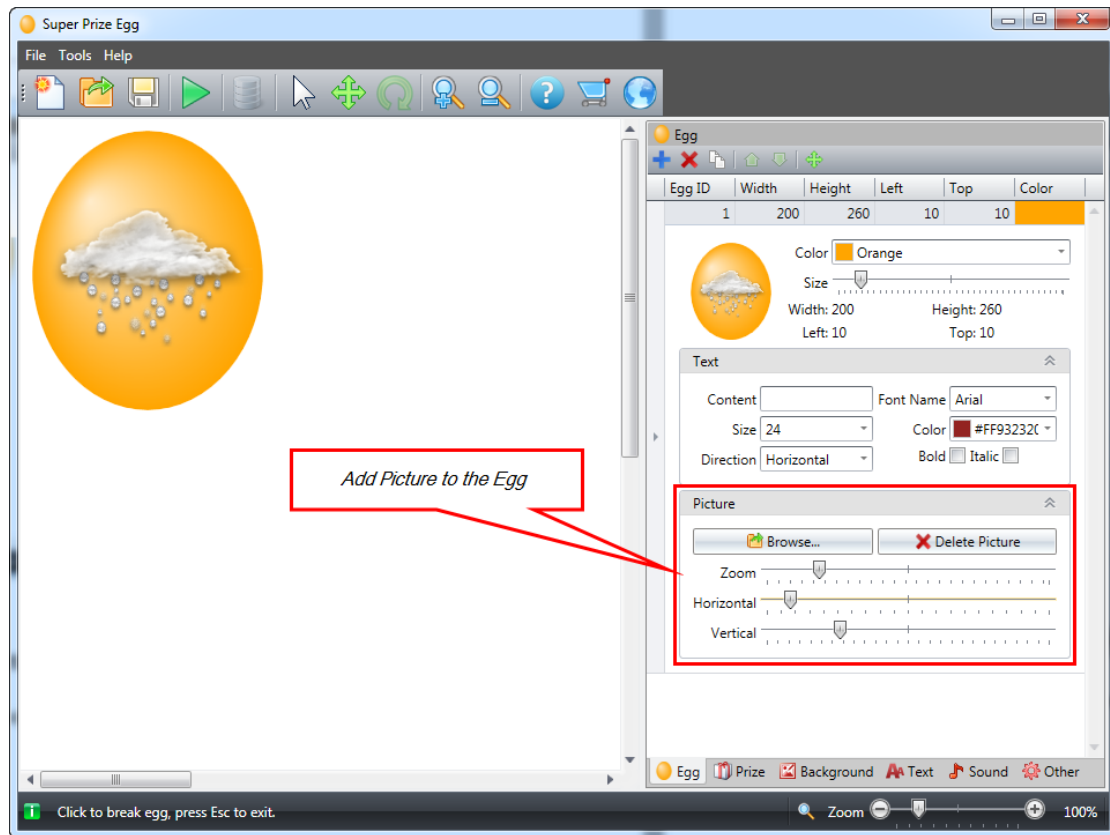 Super Prize Egg
File Tools Help
Egg
Egg ID Width Height Left Top Color
1 200 260 10 10
Color Orange
Size
Width: 200 Height: 260
Left: 10 Top: 10
Text
Content Font Name Arial
Size 24 Color #FF932320
Direction Horizontal Bold Italic
Add Picture to the Egg
Picture
Browse... Delete Picture
Zoom
Horizontal
Vertical
Egg Prize Background Text Sound Other
Click to break egg, press Esc to exit. Zoom 100%